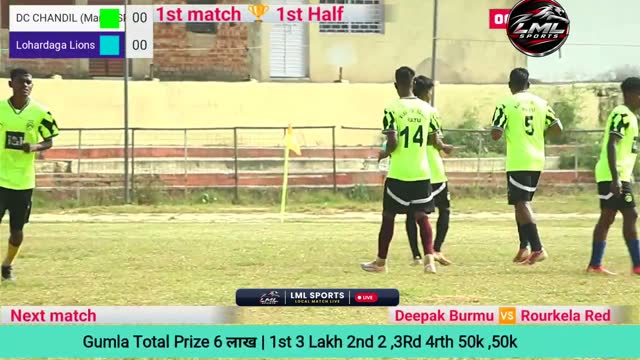 DC CHANDIL
00
1st match 🏆 1st Half
LML
SPORTS
Lohardaga Lions
00
14
5
LML SPORTS
LOCAL MATCH LIVE
LIVE
Next match
Deepak Burmu 🆚 Rourkela Red
Gumla Total Prize 6 लाख | 1st 3 Lakh 2nd 2 ,3Rd 4rth 50k ,50k